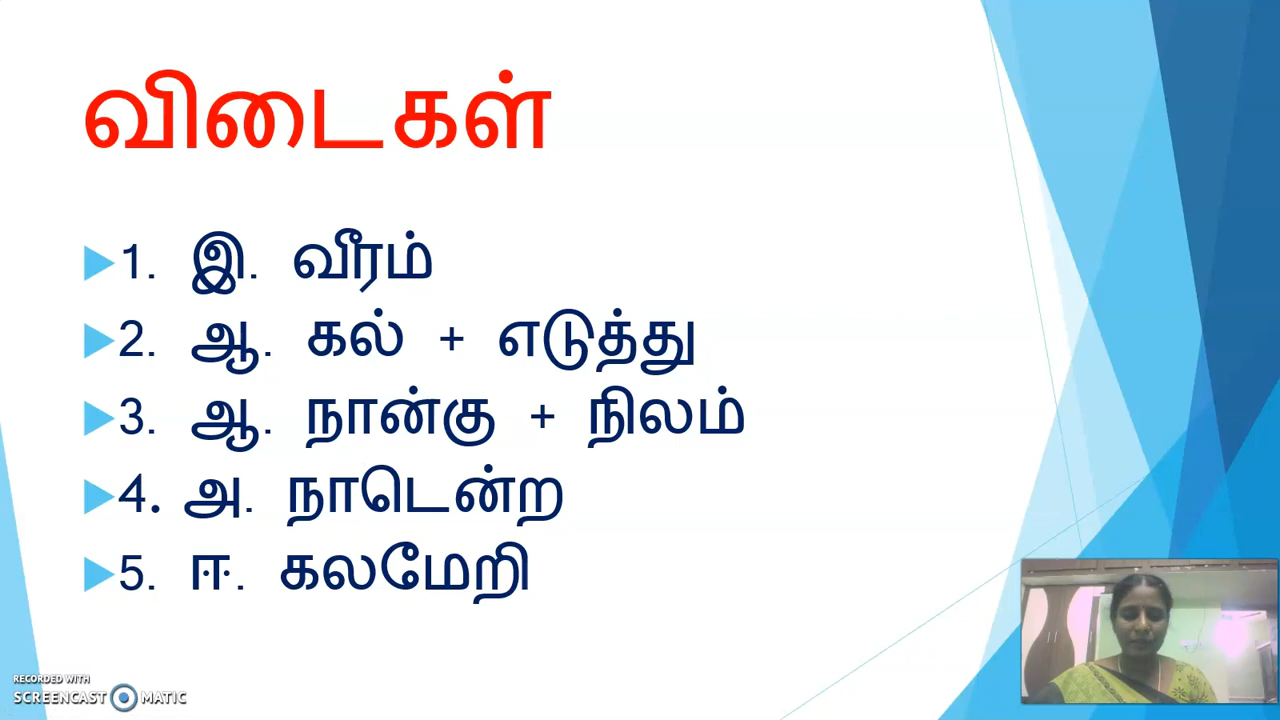 விடைகள்
1. இ. வீரம்
2. ஆ. கல் + எடுத்து
3. ஆ. நான்கு + நிலம்
4. அ. நாடென்ற
5. ஈ. கலமேறி
RECORDED WITH
SCREENCAST MATIC